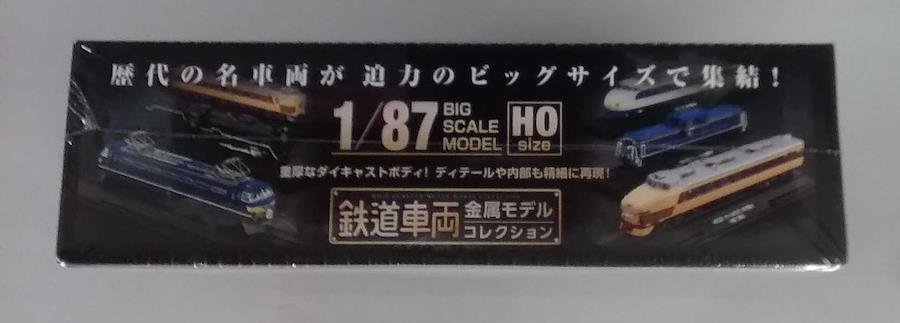 歴代の名車両が 迫力のビッグサイズで集結!
1/87 BIG SCALE MODEL HO size
重厚なダイキャストボディ! ディテールや内部も精細に再現!
鉄道車両 金属モデル コレクション